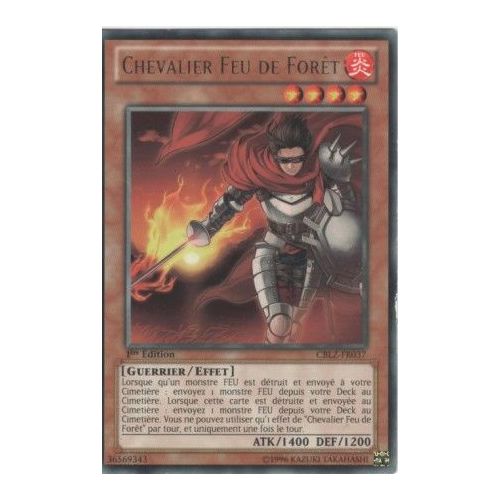 CHEVALIER FEU DE FORÊT
FEU
炎
1st Edition
CBLZ-FR037
[GUERRIER/EFFET]
Lorsque qu'un monstre FEU est détruit et envoyé à votre
Cimetière : envoyez 1 monstre FEU depuis votre Deck au
Cimetière. Lorsque cette carte est détruite et envoyée au
Cimetière : envoyez 1 monstre FEU depuis votre Deck au
Cimetière. Vous ne pouvez utiliser qu'1 effet de "Chevalier Feu de
Forêt" par tour, et uniquement une fois le tour.
ATK/1400 DEF/1200
36569343
©1996 KAZUKI TAKAHASHI